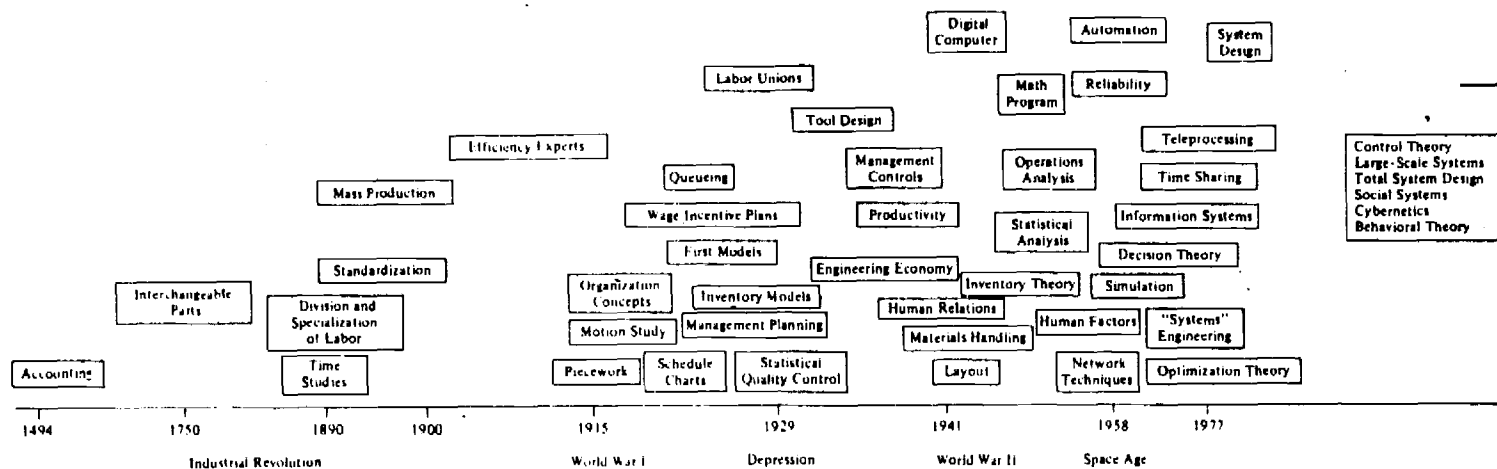 Digital
Computer
Automation
System
Design
Labor Unions
Math
Program
Reliability
Tool Design
Efficiency Experts
Teleprocessing
Mass Production
Queueing
Management
Controls
Operations
Analysis
Time Sharing
Control Theory
Large-Scale Systems
Total System Design
Social Systems
Cybernetics
Behavioral Theory
Wage Incentive Plans
Productivity
Statistical
Analysis
Information Systems
First Models
Decision Theory
Standardization
Engineering Economy
Interchangeable
Parts
Organization
Concepts
Inventory Models
Inventory Theory
Simulation
Division and
Specialization
of Labor
Motion Study
Management Planning
Human Relations
Materials Handling
Human Factors
"Systems"
Engineering
Accounting
Time
Studies
Piecework
Schedule
Charts
Statistical
Quality Control
Layout
Network
Techniques
Optimization Theory
1494
1750
1890
1900
1915
1929
1941
1958
1977
Industrial Revolution
World War I
Depression
World War II
Space Age